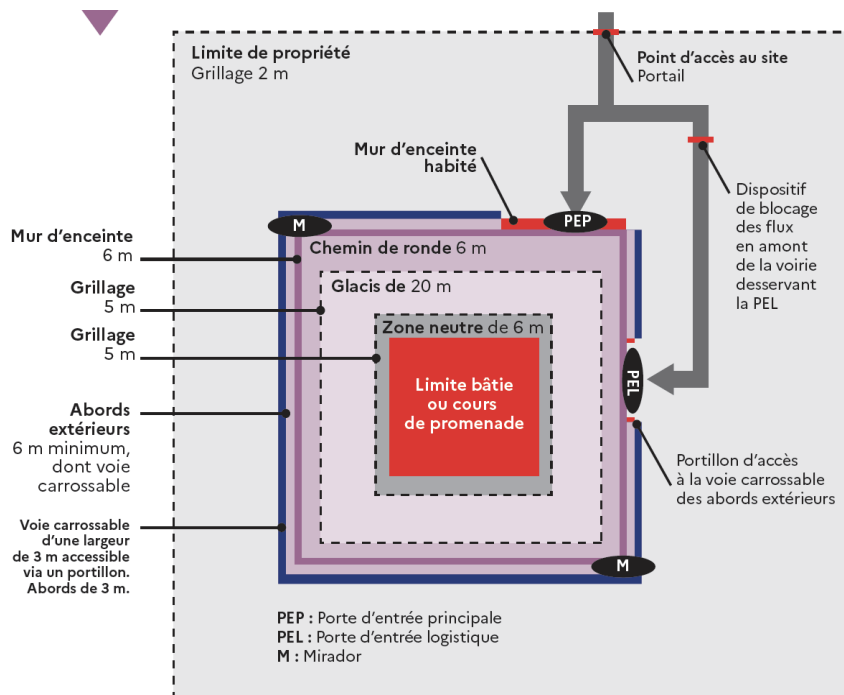 Limite de propriété
Grillage 2 m
Point d’accès au site
Portail
Mur d’enceinte
habité
PEP
Dispositif
de blocage
des flux
en amont
de la voirie
desservant
la PEL
M
Mur d’enceinte
6 m
Chemin de ronde 6 m
Grillage
5 m
Glacis de 20 m
Grillage
5 m
Zone neutre de 6 m
Limite bâtie
ou cours
de promenade
PEL
Abords
extérieurs
6 m minimum,
dont voie
carrossable
Portillon d’accès
à la voie carrossable
des abords extérieurs
Voie carrossable
d’une largeur
de 3 m accessible
via un portillon.
Abords de 3 m.
M
PEP : Porte d’entrée principale
PEL : Porte d’entrée logistique
M : Mirador